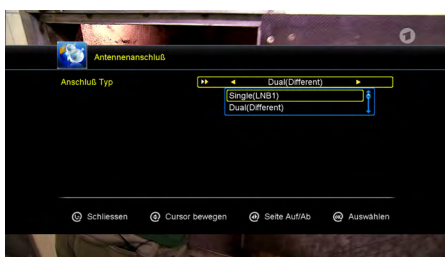 Antennenanschluß
Anschluß Typ
Dual(Different)
Single(LNB1)
Dual(Different)
Schliessen
Cursor bewegen
Seite Auf/Ab
Auswählen